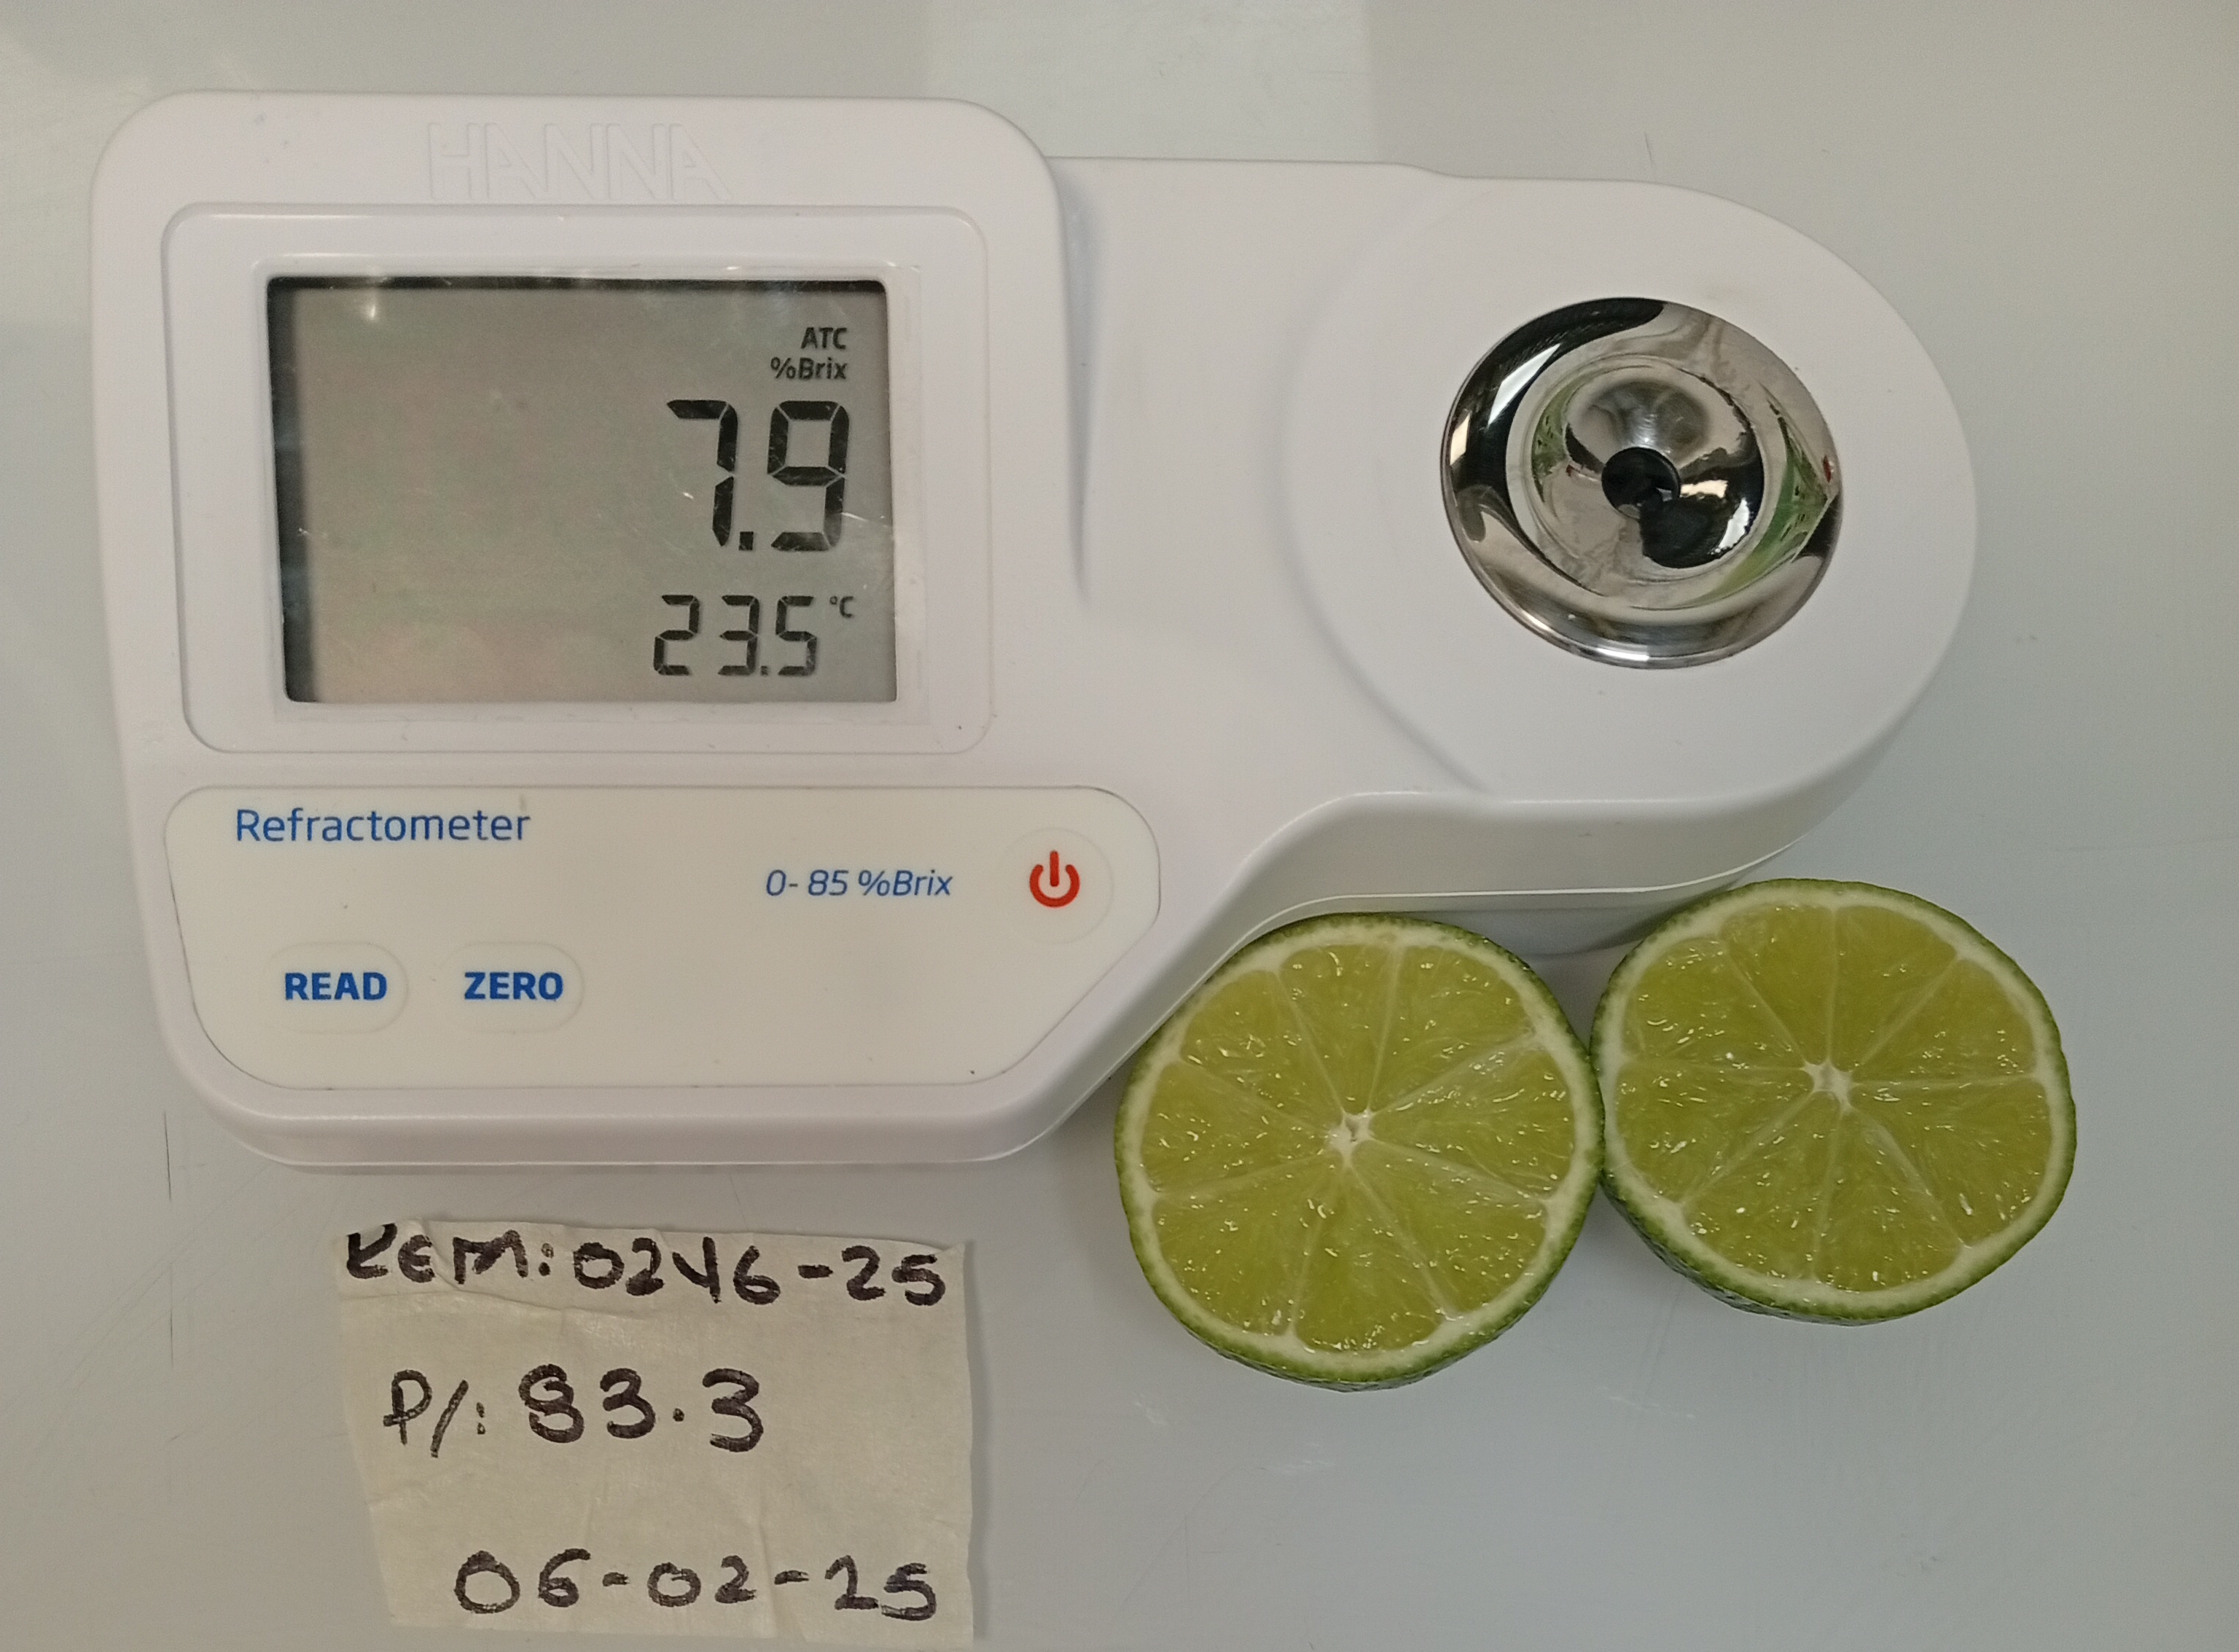 HANNA
ATC
%Brix
7.9
23.5 °C
Refractometer
0-85 %Brix
READ
ZERO
REM: 0246-25
P/: 83.3
06-02-25